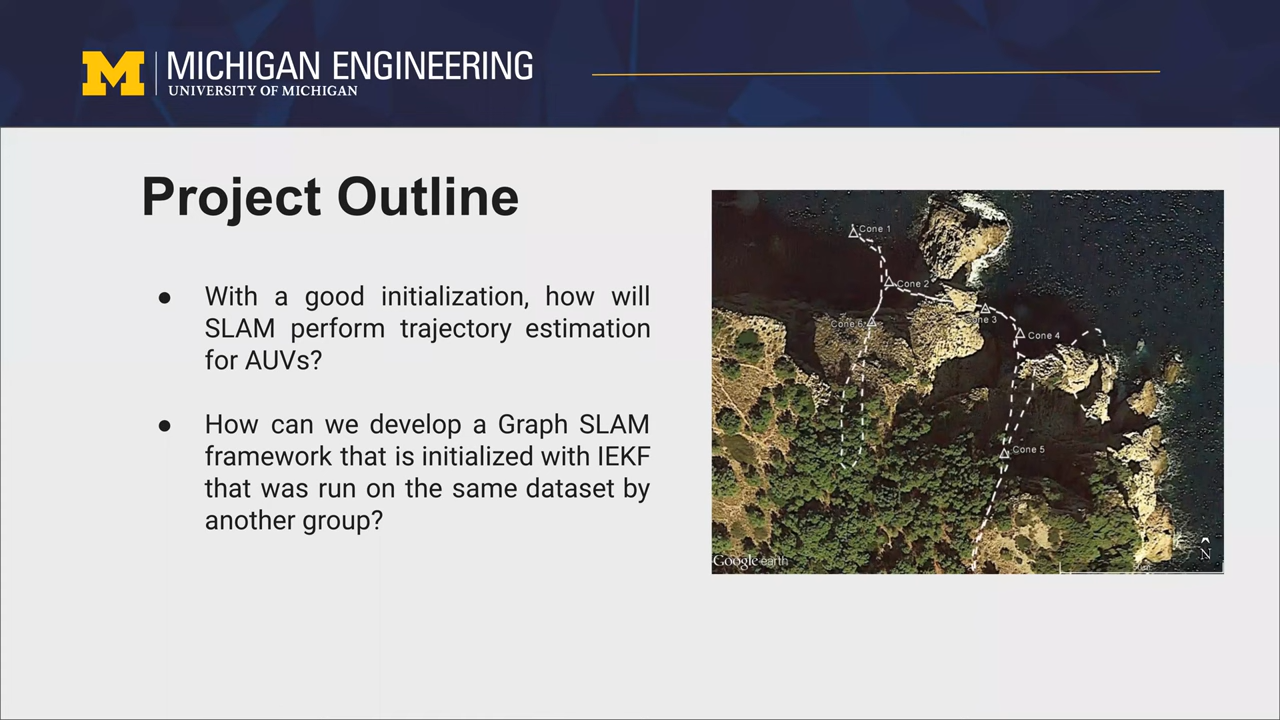 MICHIGAN ENGINEERING
UNIVERSITY OF MICHIGAN
Project Outline
● With a good initialization, how will
SLAM perform trajectory estimation
for AUVs?
● How can we develop a Graph SLAM
framework that is initialized with IEKF
that was run on the same dataset by
another group?
Cone 1
Cone 2
Cone 3
Cone 6
Cone 4
Cone 5
Google earth
N